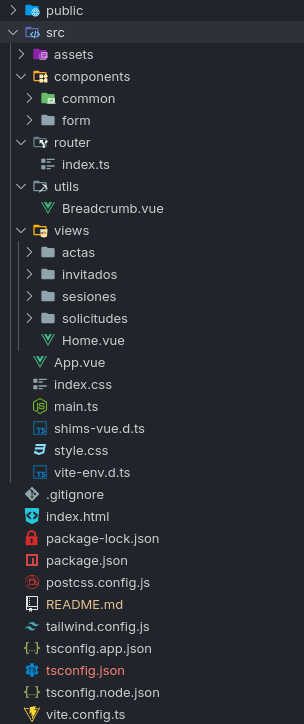 public
src
assets
components
common
form
router
index.ts
utils
Breadcrumb.vue
views
actas
invitados
sesiones
solicitudes
Home.vue
App.vue
index.css
main.ts
shims-vue.d.ts
style.css
vite-env.d.ts
.gitignore
index.html
package-lock.json
package.json
postcss.config.js
README.md
tailwind.config.js
tsconfig.app.json
tsconfig.json
tsconfig.node.json
vite.config.ts